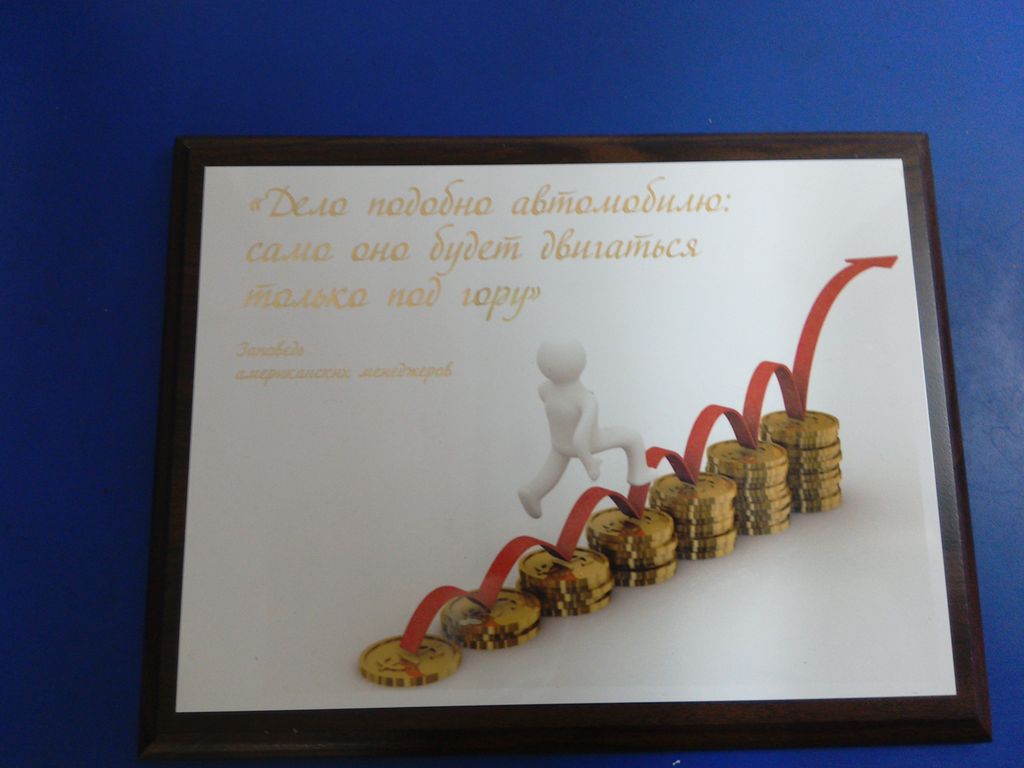 «Дело подобно автомобилю:
само оно будет двигаться
только под гору»
Заповедь
американских менеджеров